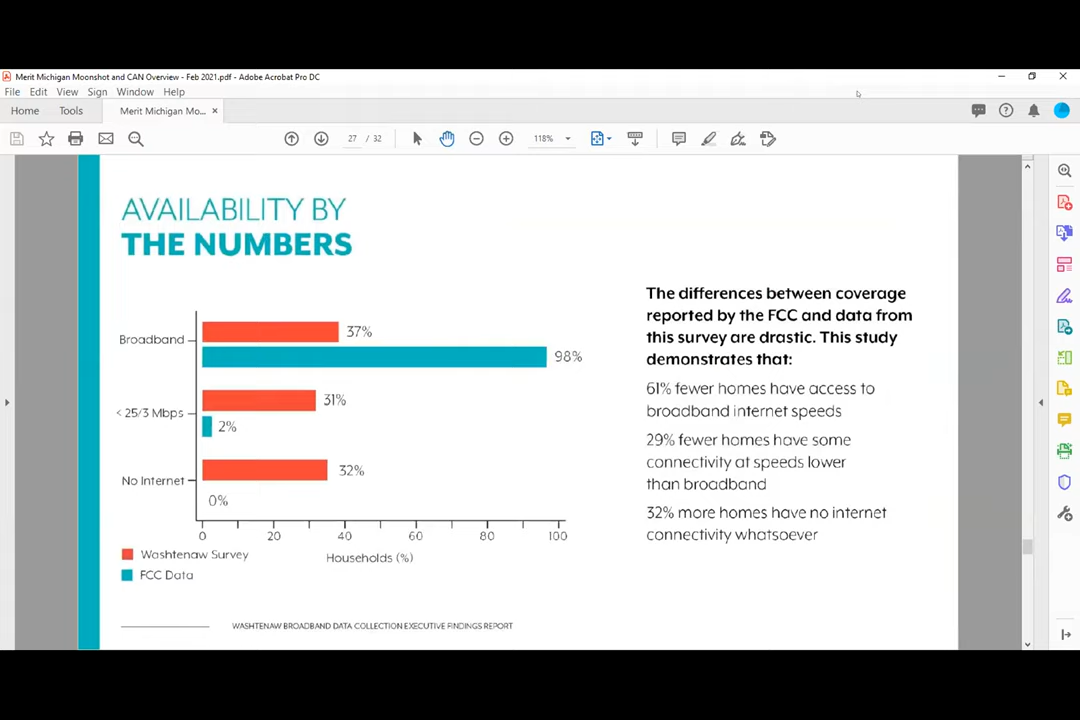 Merit Michigan Moonshot and CAN Overview - Feb 2021.pdf - Adobe Acrobat Pro DC
File Edit View Sign Window Help
Home Tools Merit Michigan Mo... ×
27 / 32 118%
AVAILABILITY BY
THE NUMBERS
Broadband
37%
98%
< 25/3 Mbps
31%
2%
No Internet
32%
0%
0 20 40 60 80 100
Households (%)
Washtenaw Survey
FCC Data
The differences between coverage
reported by the FCC and data from
this survey are drastic. This study
demonstrates that:
61% fewer homes have access to
broadband internet speeds
29% fewer homes have some
connectivity at speeds lower
than broadband
32% more homes have no internet
connectivity whatsoever
WASHTENAW BROADBAND DATA COLLECTION EXECUTIVE FINDINGS REPORT